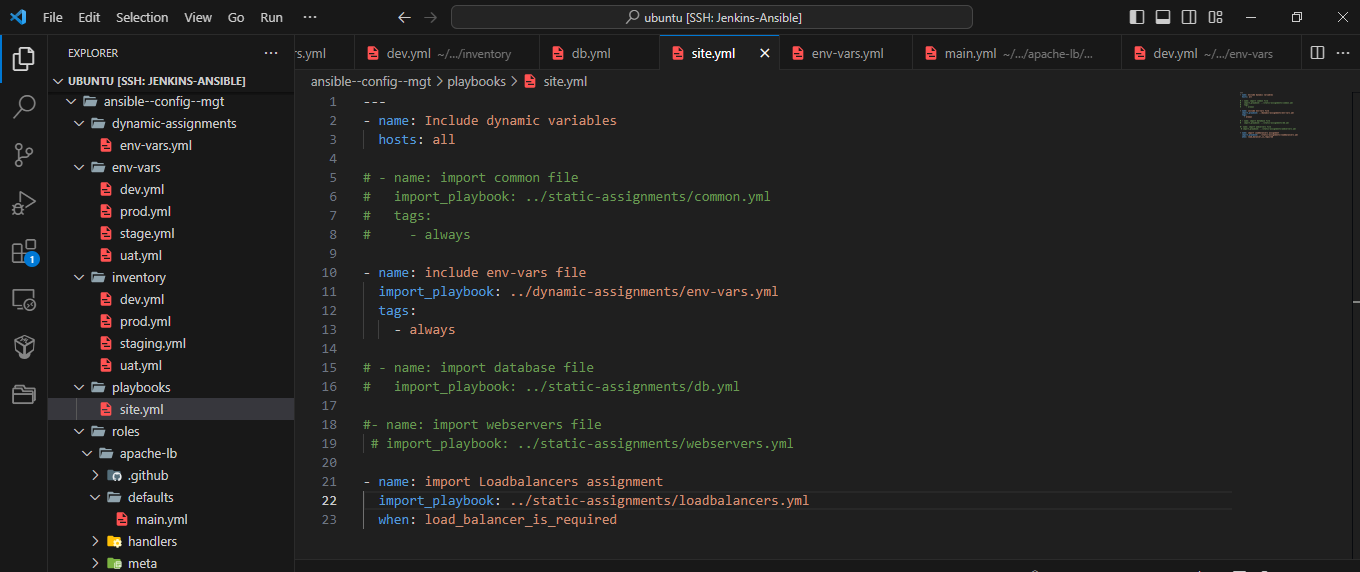 File Edit Selection View Go Run ··· ubuntu [SSH: Jenkins-Ansible]
EXPLORER ···
rs.yml dev.yml ~/.../inventory db.yml site.yml env-vars.yml main.yml ~/.../apache-lb/... dev.yml ~/.../env-vars ···
UBUNTU [SSH: JENKINS-ANSIBLE]
ansible--config--mgt
dynamic-assignments
env-vars.yml
env-vars
dev.yml
prod.yml
stage.yml
uat.yml
inventory
dev.yml
prod.yml
staging.yml
uat.yml
playbooks
site.yml
roles
apache-lb
.github
defaults
main.yml
handlers
meta
1
ansible--config--mgt > playbooks > site.yml
1 ---
2 - name: Include dynamic variables
3 hosts: all
4
5 # - name: import common file
6 #   import_playbook: ../static-assignments/common.yml
7 #   tags:
8 #     - always
9
10 - name: include env-vars file
11 import_playbook: ../dynamic-assignments/env-vars.yml
12 tags:
13 - always
14
15 # - name: import database file
16 #   import_playbook: ../static-assignments/db.yml
17
18 #- name: import webservers file
19 # import_playbook: ../static-assignments/webservers.yml
20
21 - name: import Loadbalancers assignment
22 import_playbook: ../static-assignments/loadbalancers.yml
23 when: load_balancer_is_required